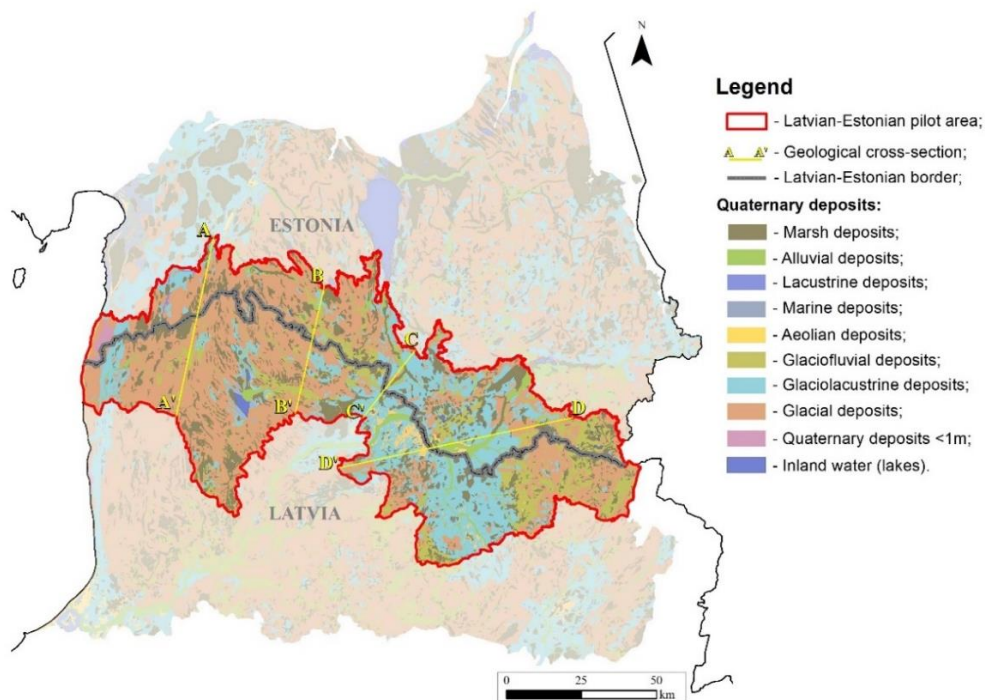 N
Legend
- Latvian-Estonian pilot area;
A A' - Geological cross-section;
- Latvian-Estonian border;
Quaternary deposits:
- Marsh deposits;
- Alluvial deposits;
- Lacustrine deposits;
- Marine deposits;
- Aeolian deposits;
- Glaciofluvial deposits;
- Glaciolacustrine deposits;
- Glacial deposits;
- Quaternary deposits <1m;
- Inland water (lakes).
A
ESTONIA
B
C
A'
B'
C'
D
D'
LATVIA
0 25 50
km